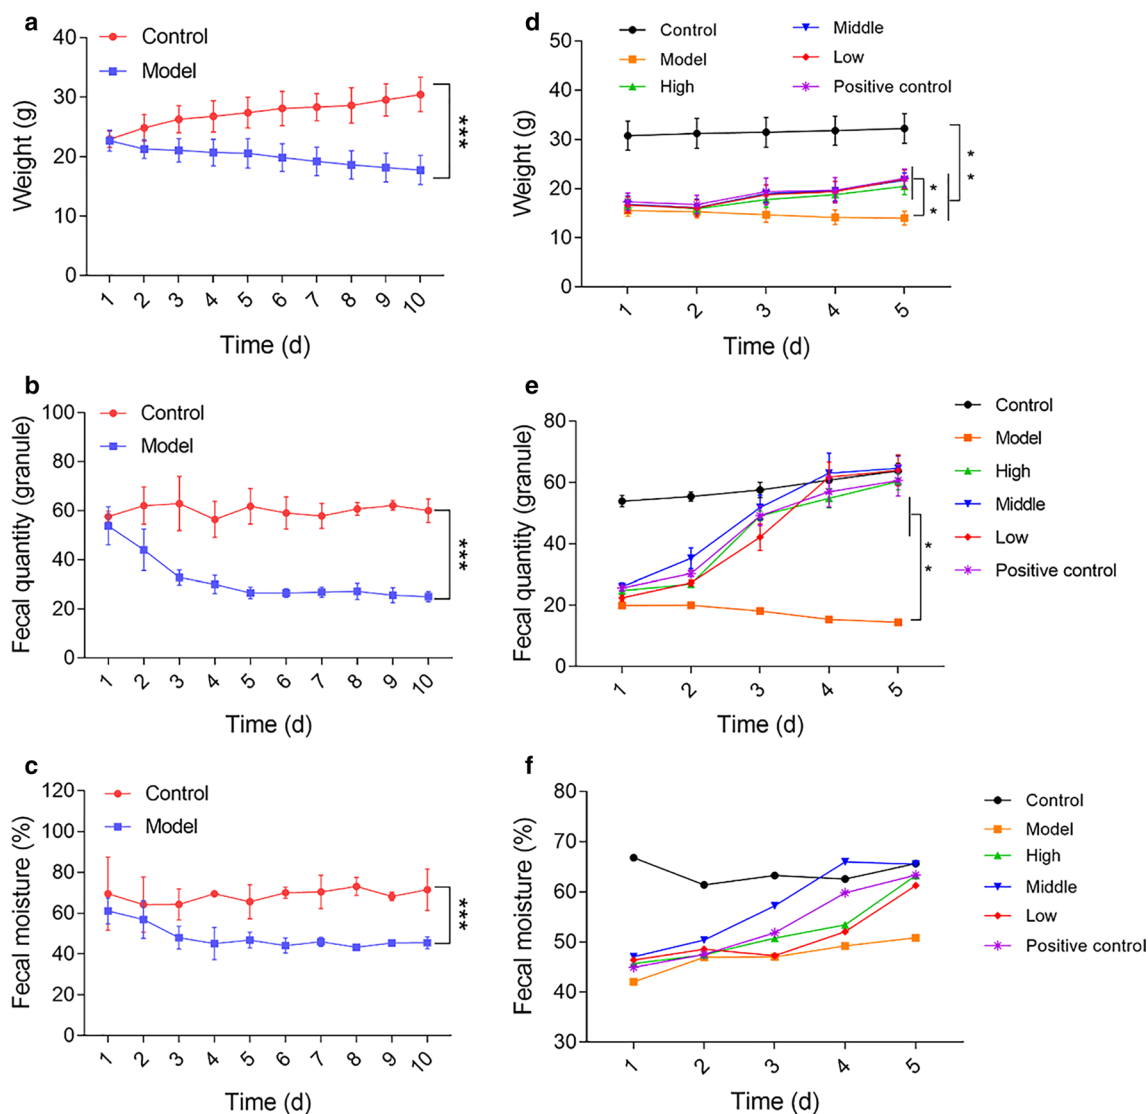 a
Control
Model
Weight (g)
40
30
20
10
0
1 2 3 4 5 6 7 8 9 10
Time (d)
***
d
Control
Model
High
Middle
Low
Positive control
Weight (g)
50
40
30
20
10
0
1 2 3 4 5
Time (d)
* *
* *
b
Control
Model
Fecal quantity (granule)
100
80
60
40
20
0
1 2 3 4 5 6 7 8 9 10
Time (d)
***
e
Control
Model
High
Middle
Low
Positive control
Fecal quantity (granule)
80
60
40
20
0
1 2 3 4 5
Time (d)
* *
c
Control
Model
Fecal moisture (%)
120
100
80
60
40
20
0
1 2 3 4 5 6 7 8 9 10
Time (d)
***
f
Control
Model
High
Middle
Low
Positive control
Fecal moisture (%)
80
70
60
50
40
30
1 2 3 4 5
Time (d)